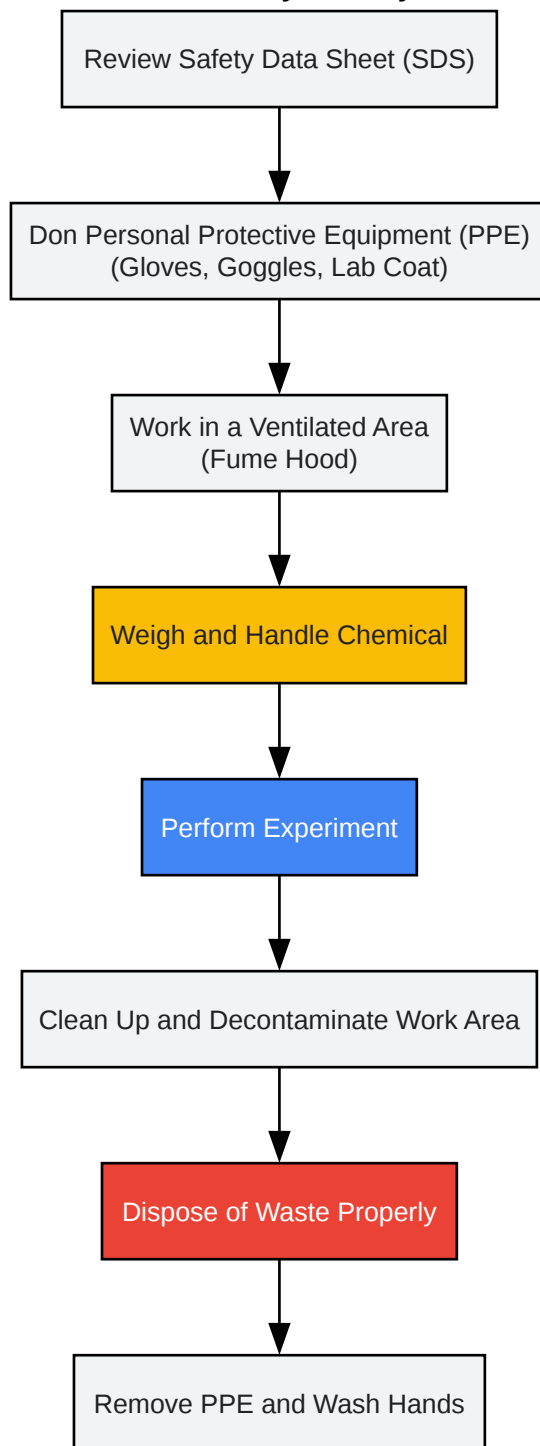 Review Safety Data Sheet (SDS)
Don Personal Protective Equipment (PPE)
(Gloves, Goggles, Lab Coat)
Work in a Ventilated Area
(Fume Hood)
Weigh and Handle Chemical
Perform Experiment
Clean Up and Decontaminate Work Area
Dispose of Waste Properly
Remove PPE and Wash Hands